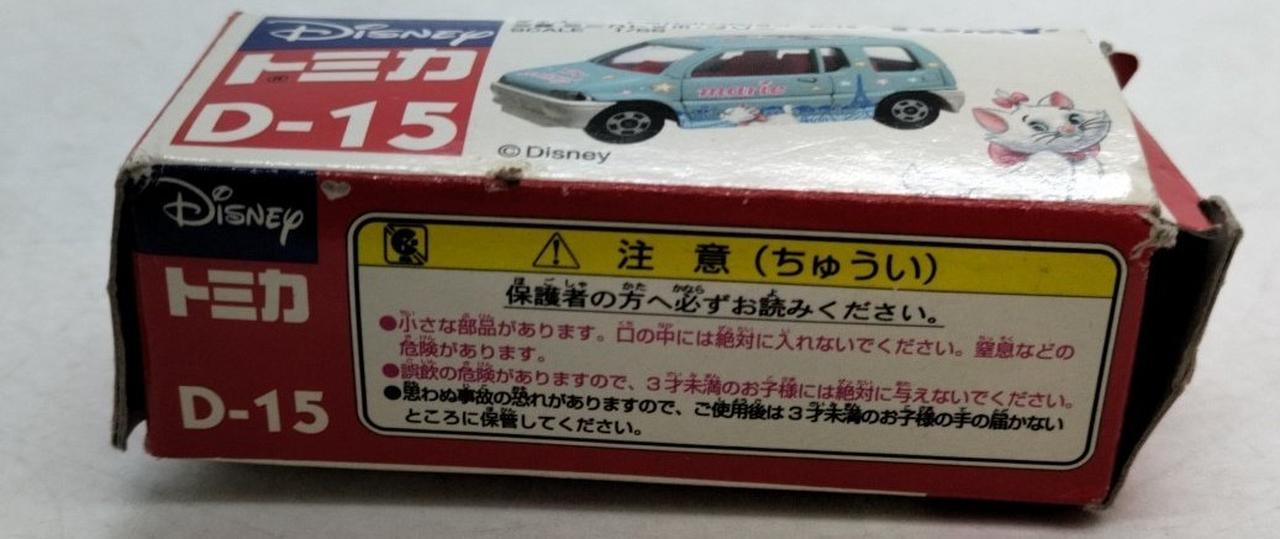 Disney
トミカ
D-15
SCALE 1/56
marie
©Disney
Disney
トミカ
D-15
注 意 (ちゅうい)
保護者の方へ必ずお読みください。
●小さな部品があります。口の中には絶対に入れないでください。窒息などの
危険があります。
●誤飲の危険がありますので、3才未満のお子様には絶対に与えないでください。
●思わぬ事故の恐れがありますので、ご使用後は3才未満のお子様の手の届かない
ところに保管してください。